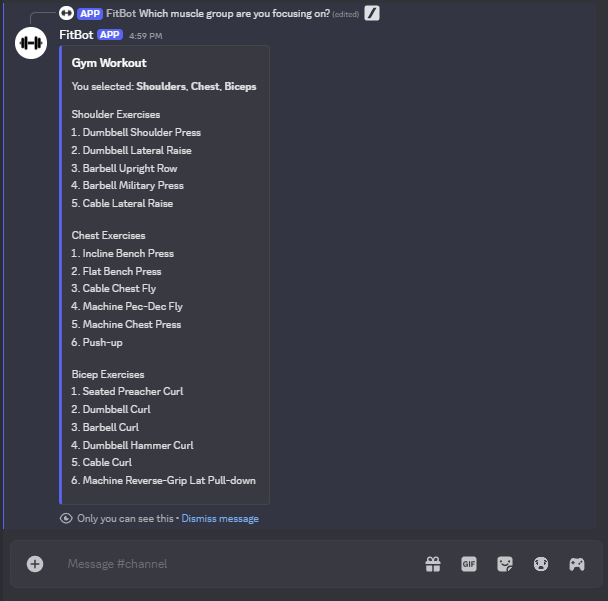 APP FitBot Which muscle group are you focusing on? (edited)
FitBot APP 4:59 PM
Gym Workout
You selected: Shoulders, Chest, Biceps
Shoulder Exercises
1. Dumbbell Shoulder Press
2. Dumbbell Lateral Raise
3. Barbell Upright Row
4. Barbell Military Press
5. Cable Lateral Raise
Chest Exercises
1. Incline Bench Press
2. Flat Bench Press
3. Cable Chest Fly
4. Machine Pec-Dec Fly
5. Machine Chest Press
6. Push-up
Bicep Exercises
1. Seated Preacher Curl
2. Dumbbell Curl
3. Barbell Curl
4. Dumbbell Hammer Curl
5. Cable Curl
6. Machine Reverse-Grip Lat Pull-down
Only you can see this • Dismiss message
Message #channel
GIF